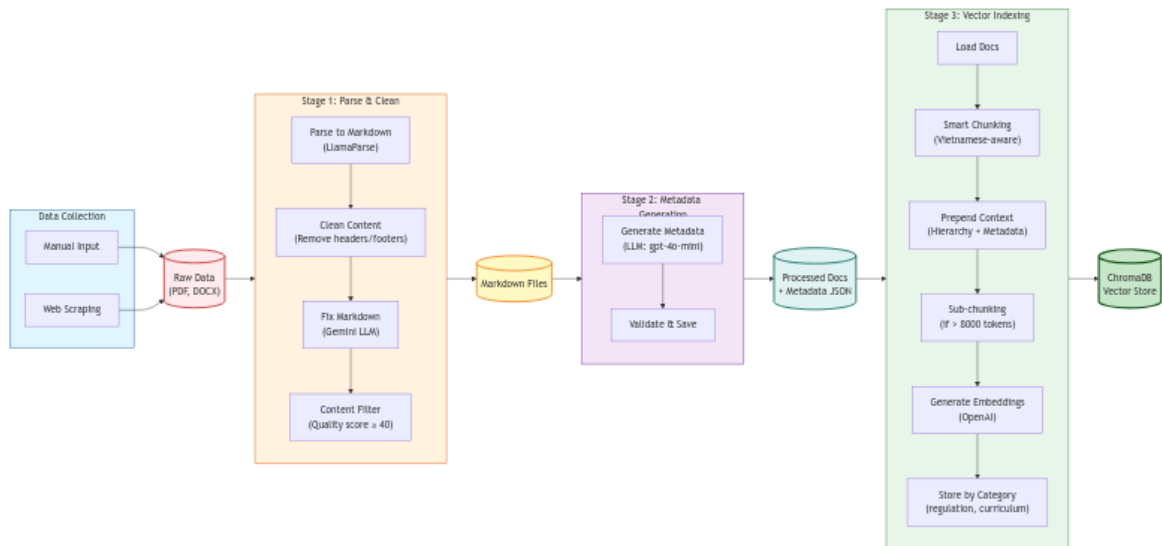 Data Collection
Manual Input
Web Scraping
Raw Data
(PDF, DOCX)
Stage 1: Parse & Clean
Parse to Markdown
(LlamaParse)
Clean Content
(Remove headers/footers)
Fix Markdown
(Gemini LLM)
Content Filter
(Quality score ≥ 40)
Markdown Files
Stage 2: Metadata
Generation
Generate Metadata
(LLM: gpt-4o-mini)
Validate & Save
Processed Docs
+ Metadata JSON
Stage 3: Vector Indexing
Load Docs
Smart Chunking
(Vietnamese-aware)
Prepend Context
(Hierarchy + Metadata)
Sub-chunking
(if > 8000 tokens)
Generate Embeddings
(OpenAI)
Store by Category
(regulation, curriculum)
ChromaDB
Vector Store